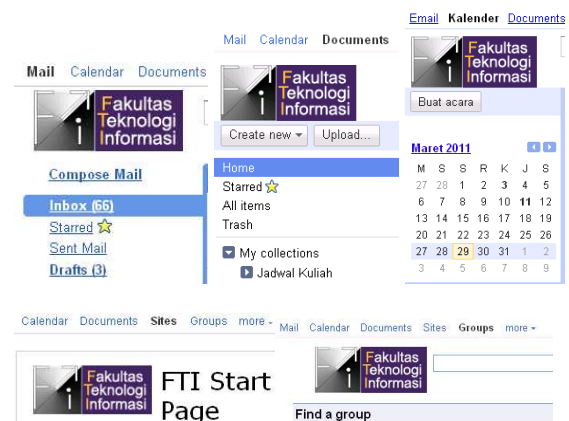 Mail Calendar Documents
Fakultas
Teknologi
Informasi
Compose Mail
Inbox (66)
Starred
Sent Mail
Drafts (3)
Mail Calendar Documents
Fakultas
Teknologi
Informasi
Create new Upload...
Home
Starred
All items
Trash
My collections
Jadwal Kuliah
Email Kalender Documents
Fakultas
Teknologi
Informasi
Buat acara
Maret 2011
M S S R K J S
27 28 1 2 3 4 5
6 7 8 9 10 11 12
13 14 15 16 17 18 19
20 21 22 23 24 25 26
27 28 29 30 31 1 2
3 4 5 6 7 8 9
Calendar Documents Sites Groups more
Fakultas
Teknologi
Informasi
FTI Start
Page
Mail Calendar Documents Sites Groups more
Fakultas
Teknologi
Informasi
Find a group